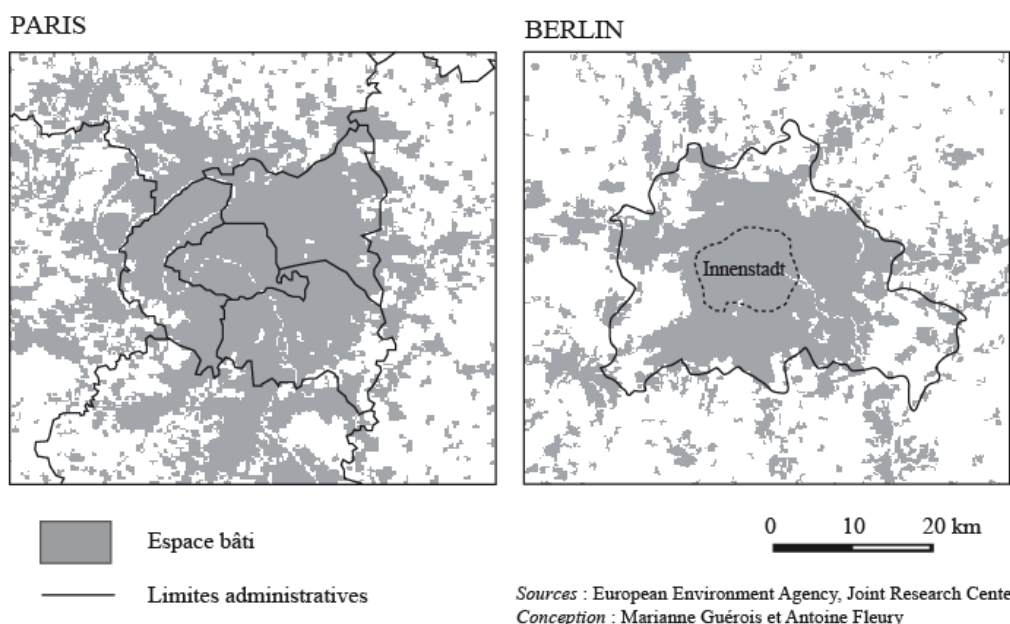 PARIS
BERLIN
Innenstadt
Espace bâti
0 10 20 km
Limites administratives
Sources : European Environment Agency, Joint Research Cente
Conception : Marianne Guérois et Antoine Fleury